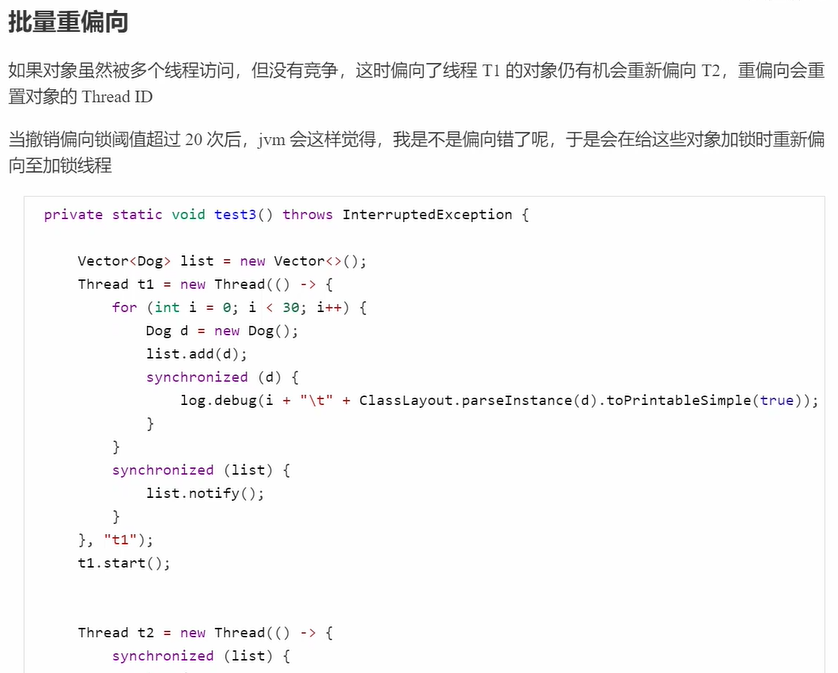 批量重偏向
如果对象虽然被多个线程访问，但没有竞争，这时偏向了线程 T1 的对象仍有机会重新偏向 T2，重偏向会重
置对象的 Thread ID
当撤销偏向锁阈值超过 20 次后，jvm 会这样觉得，我是不是偏向错了呢，于是会在给这些对象加锁时重新偏
向至加锁线程
private static void test3() throws InterruptedException {
Vector<Dog> list = new Vector<>();
Thread t1 = new Thread(() -> {
for (int i = 0; i < 30; i++) {
Dog d = new Dog();
list.add(d);
synchronized (d) {
log.debug(i + "\t" + ClassLayout.parseInstance(d).toPrintableSimple(true));
}
}
synchronized (list) {
list.notify();
}
}, "t1");
t1.start();
Thread t2 = new Thread(() -> {
synchronized (list) {